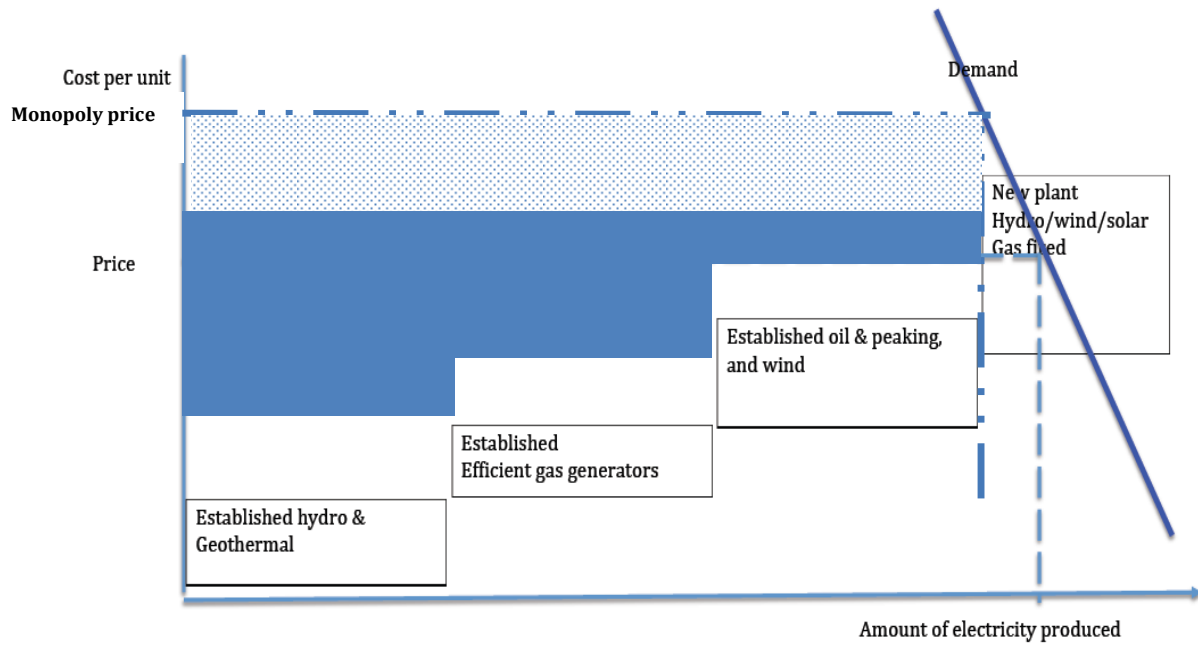 Cost per unit
Demand
Monopoly price
New plant
Hydro/wind/solar
Gas fired
Price
Established oil & peaking,
and wind
Established
Efficient gas generators
Established hydro &
Geothermal
Amount of electricity produced